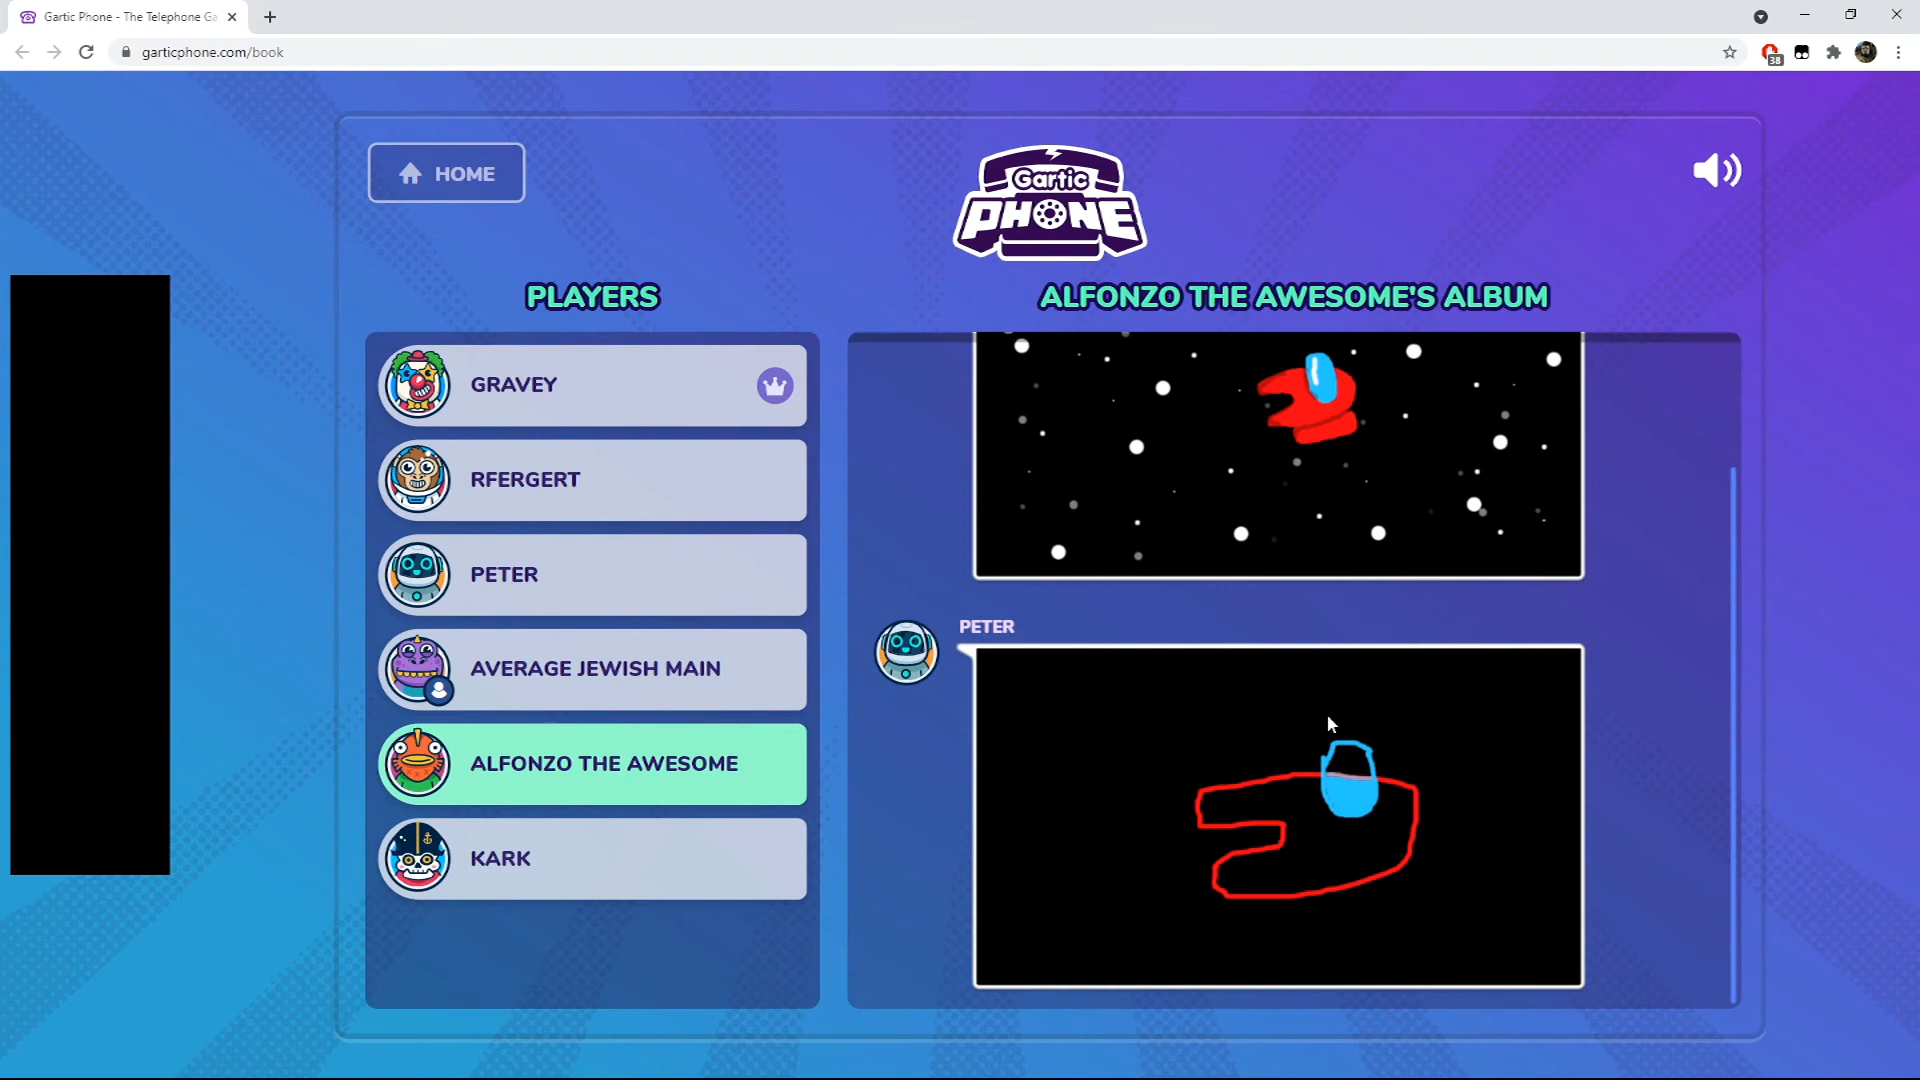 Gartic Phone - The Telephone Ga
garticphone.com/book
38
HOME
Gartic
PHONE
PLAYERS
ALFONZO THE AWESOME'S ALBUM
GRAVEY
RFERGERT
PETER
AVERAGE JEWISH MAIN
ALFONZO THE AWESOME
KARK
PETER